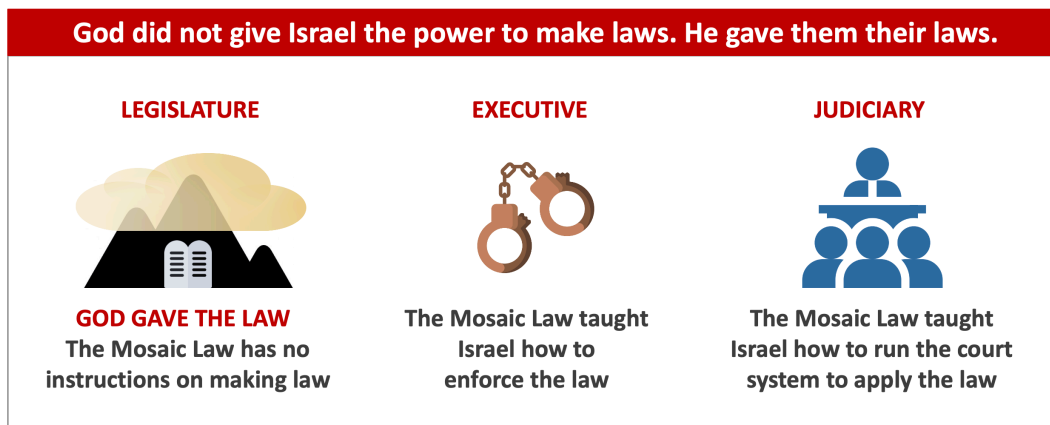 God did not give Israel the power to make laws. He gave them their laws.
LEGISLATURE
GOD GAVE THE LAW
The Mosaic Law has no
instructions on making law
EXECUTIVE
The Mosaic Law taught
Israel how to
enforce the law
JUDICIARY
The Mosaic Law taught
Israel how to run the court
system to apply the law